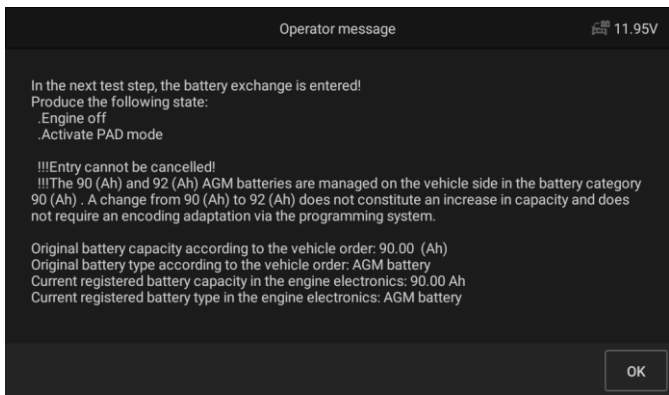 Operator message
11.95V
In the next test step, the battery exchange is entered!
Produce the following state:
.Engine off
.Activate PAD mode
!!!Entry cannot be cancelled!
!!!The 90 (Ah) and 92 (Ah) AGM batteries are managed on the vehicle side in the battery category
90 (Ah) . A change from 90 (Ah) to 92 (Ah) does not constitute an increase in capacity and does
not require an encoding adaptation via the programming system.
Original battery capacity according to the vehicle order: 90.00 (Ah)
Original battery type according to the vehicle order: AGM battery
Current registered battery capacity in the engine electronics: 90.00 Ah
Current registered battery type in the engine electronics: AGM battery
OK